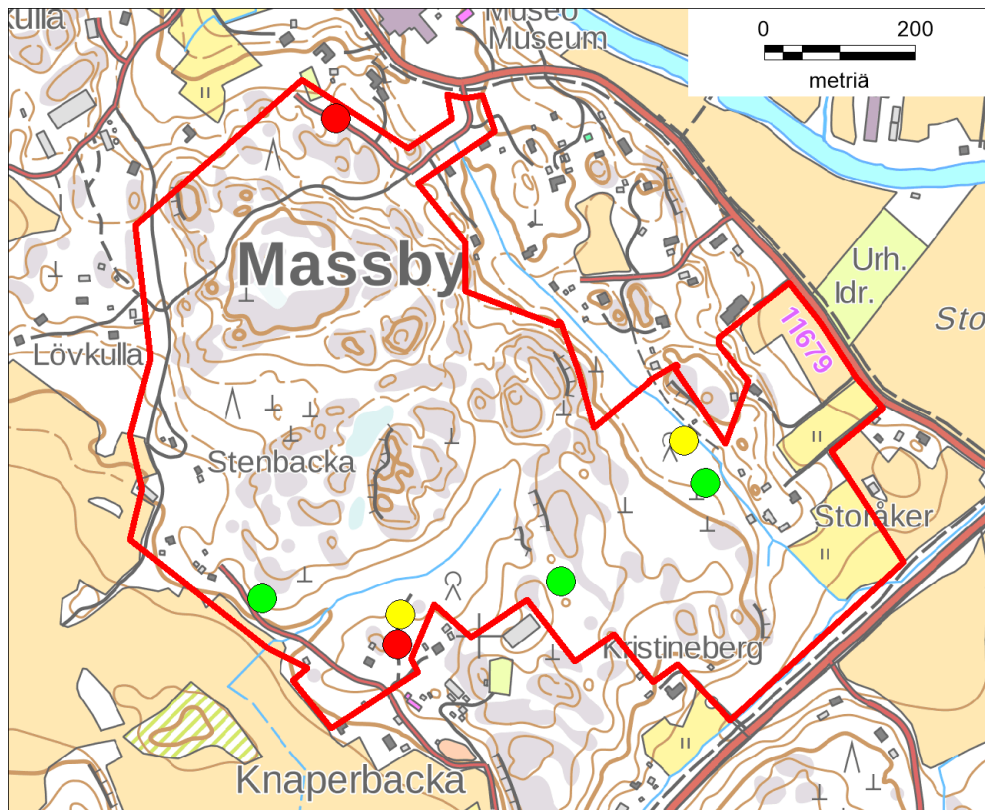 Museo
Museum
0 200
metriä
Massby
Urh.
Idr.
11679
Sto
Lövkulla
Stenbacka
Storåker
Kristineberg
Knaperbacka